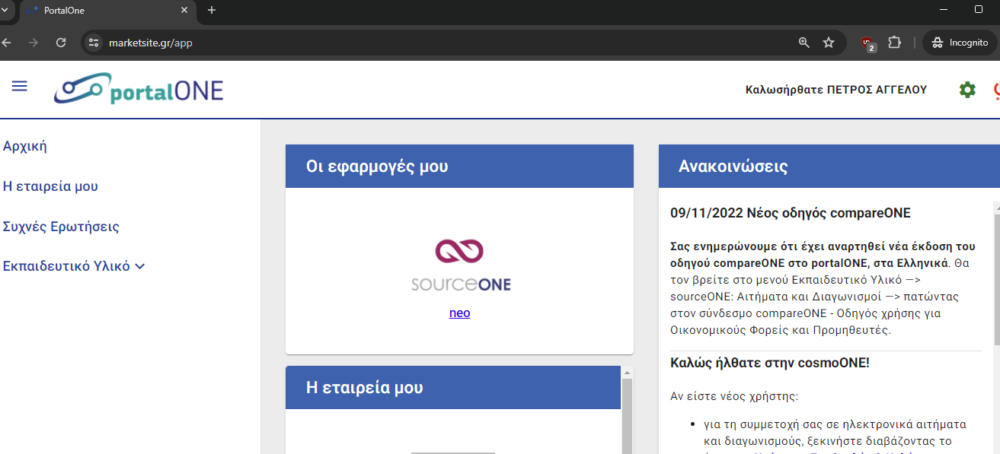 PortalOne
marketsite.gr/app
2
Incognito
portalONE
Καλωσήρθατε ΠΕΤΡΟΣ ΑΓΓΕΛΟΥ
Αρχική
Η εταιρεία μου
Συχνές Ερωτήσεις
Εκπαιδευτικό Υλικό
Οι εφαρμογές μου
sourceONE
neo
Η εταιρεία μου
Ανακοινώσεις
09/11/2022 Νέος οδηγός compareONE
Σας ενημερώνουμε ότι έχει αναρτηθεί νέα έκδοση του
οδηγού compareONE στο portalONE, στα Ελληνικά. Θα
τον βρείτε στο μενού Εκπαιδευτικό Υλικό —>
sourceONE: Αιτήματα και Διαγωνισμοί —> πατώντας
στον σύνδεσμο compareONE - Οδηγός χρήσης για
Οικονομικούς Φορείς και Προμηθευτές.
Καλώς ήλθατε στην cosmoONE!
Αν είστε νέος χρήστης:
• για τη συμμετοχή σας σε ηλεκτρονικά αιτήματα
και διαγωνισμούς, ξεκινήστε διαβάζοντας το